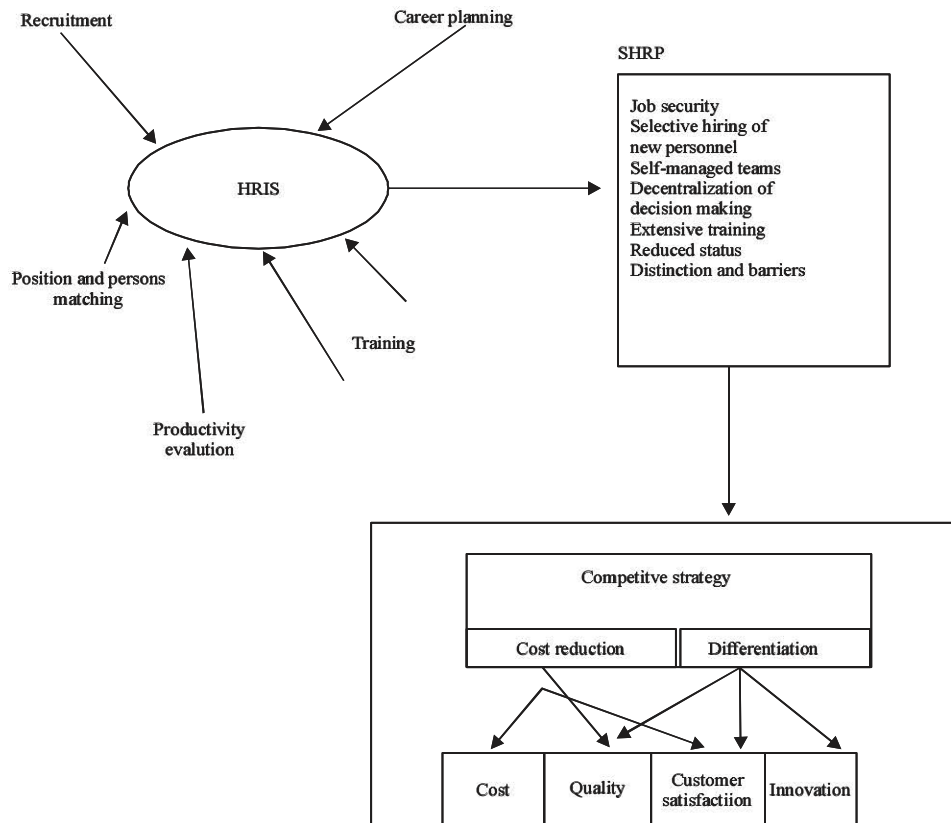 Recruitment
Career planning
SHRP
HRIS
Job security
Selective hiring of
new personnel
Self-managed teams
Decentralization of
decision making
Extensive training
Reduced status
Distinction and barriers
Position and persons
matching
Training
Productivity
evalution
Competitve strategy
Cost reduction
Differentiation
Cost
Quality
Customer
satisfactiion
Innovation